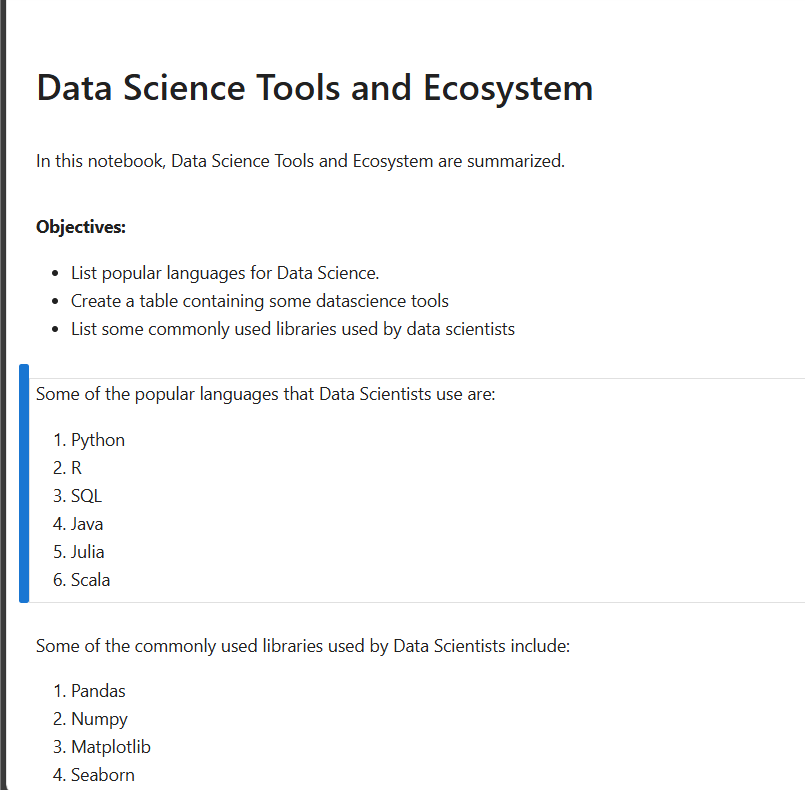 Data Science Tools and Ecosystem
In this notebook, Data Science Tools and Ecosystem are summarized.
Objectives:
• List popular languages for Data Science.
• Create a table containing some datascience tools
• List some commonly used libraries used by data scientists
Some of the popular languages that Data Scientists use are:
1. Python
2. R
3. SQL
4. Java
5. Julia
6. Scala
Some of the commonly used libraries used by Data Scientists include:
1. Pandas
2. Numpy
3. Matplotlib
4. Seaborn